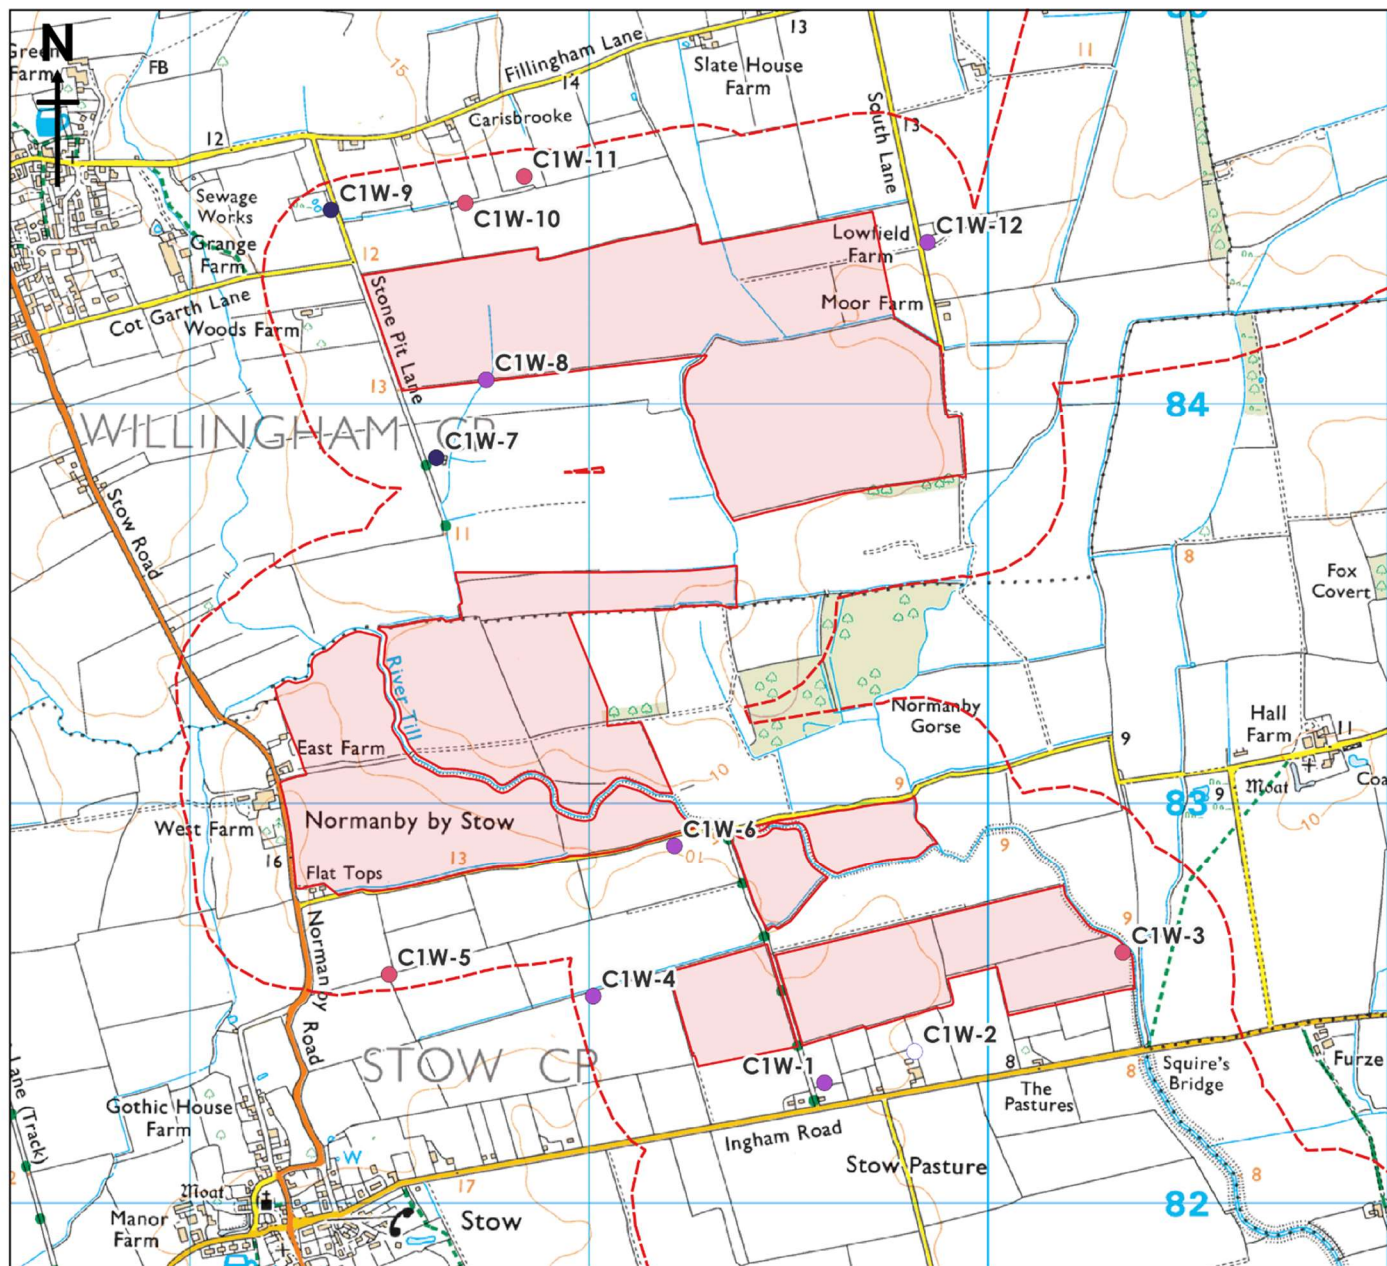 N
Green
Farm
FB
15
Fillingham Lane
14
13
Slate House
Farm
11
12
Carisbrooke
South Lane
13
C1W-11
Sewage
Works
C1W-9
C1W-10
Grange
Farm
12
Lowfield
Farm
C1W-12
Cot Garth Lane
Woods Farm
Stone Pit Lane
Moor Farm
C1W-8
13
84
WILLINGHAM CP
C1W-7
Stow Road
11
8
Fox
Covert
River Till
Normanby
Gorse
Hall
Farm
11
East Farm
9
10
9
Moat
Coa
83
9
West Farm
Normanby by Stow
C1W-6
10
10
16
13
9
Flat Tops
9
C1W-3
Normanby Road
C1W-5
C1W-4
C1W-2
STOW CP
C1W-1
8
8
Squire's
Bridge
Furze
The
Pastures
Lane (Track)
Gothic House
Farm
Ingham Road
W
Stow Pasture
8
Moat
17
82
Manor
Farm
Stow